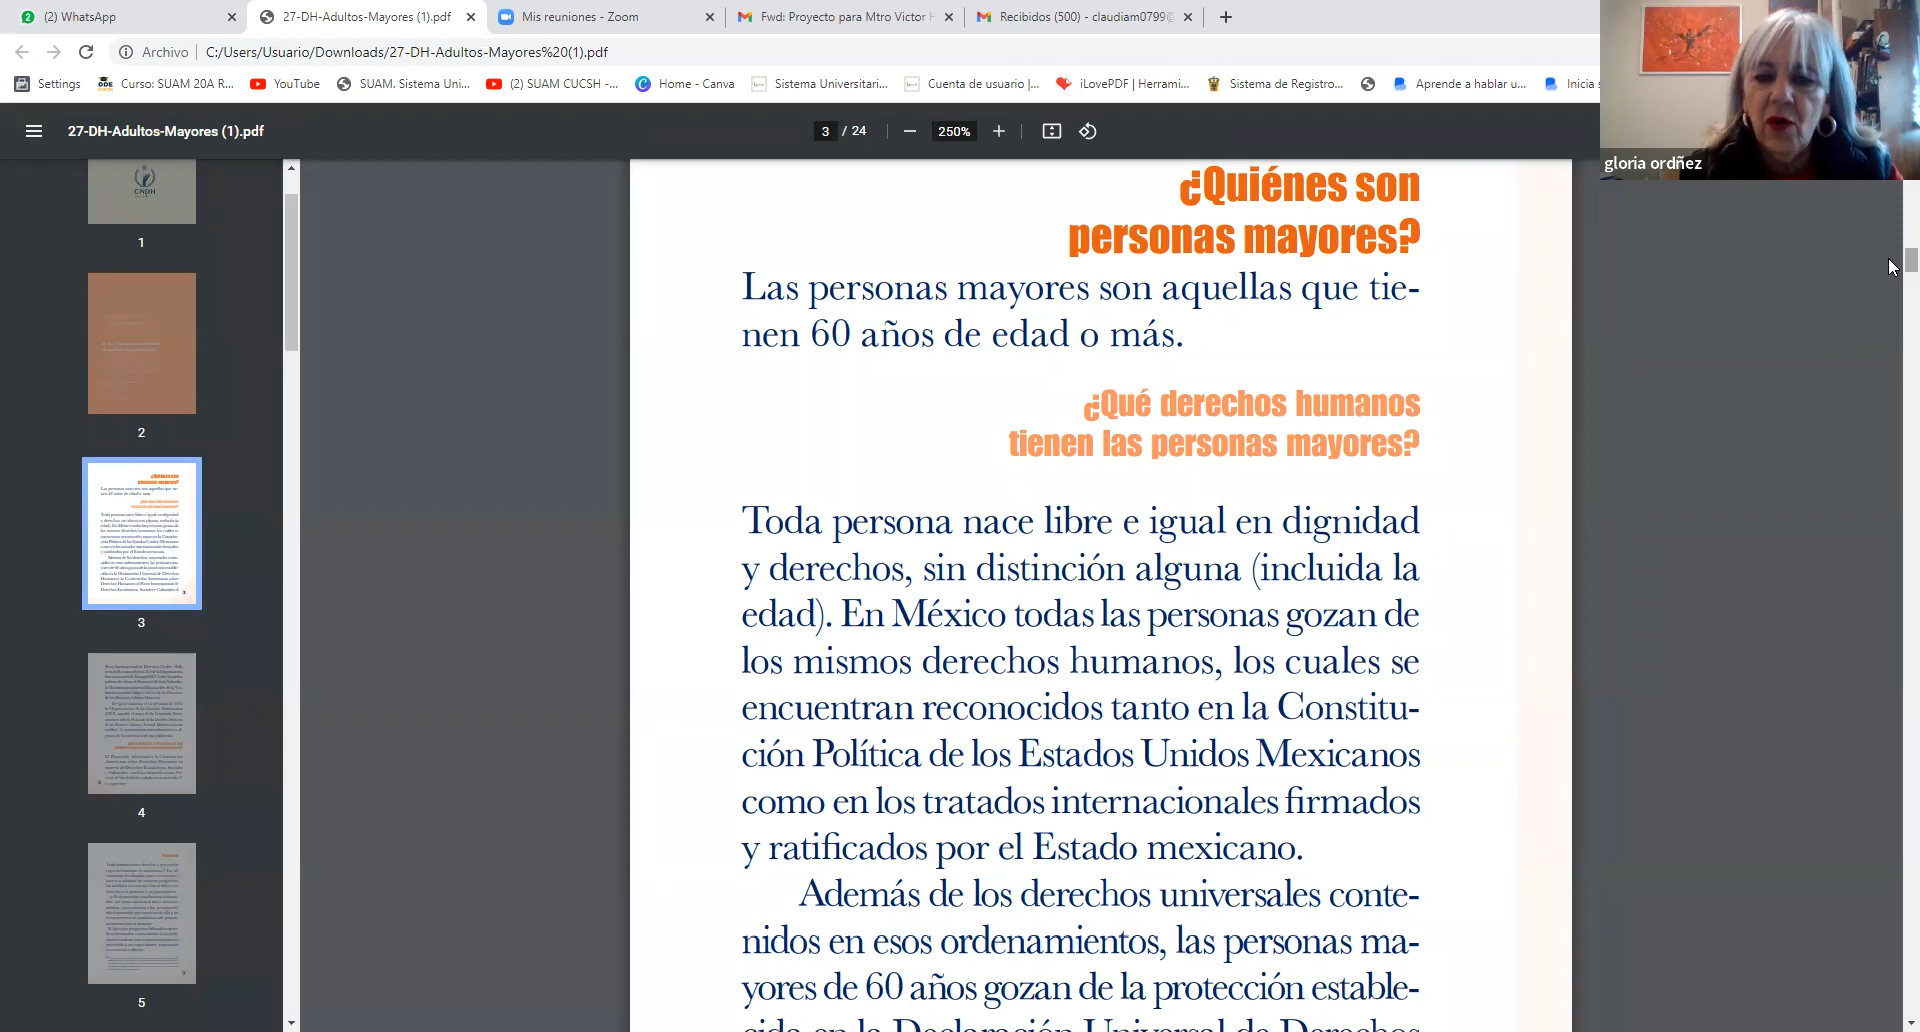 (2) WhatsApp
27-DH-Adultos-Mayores (1).pdf
Mis reuniones - Zoom
Fwd: Proyecto para Mtro Victor H
Recibidos (500) - claudiam0799@
Archivo
C:/Users/Usuario/Downloads/27-DH-Adultos-Mayores%20(1).pdf
Settings
Curso: SUAM 20A R...
YouTube
SUAM. Sistema Uni...
(2) SUAM CUCSH -...
Home - Canva
Sistema Universitari...
Cuenta de usuario |...
iLovePDF | Herrami...
Sistema de Registro...
Aprende a hablar u...
Inicia
27-DH-Adultos-Mayores (1).pdf
3 / 24
250%
gloria ordñez
CNDH
1
2
3
4
5
¿Quiénes son
personas mayores?
Las personas mayores son aquellas que tie-
nen 60 años de edad o más.
¿Qué derechos humanos
tienen las personas mayores?
Toda persona nace libre e igual en dignidad
y derechos, sin distinción alguna (incluida la
edad). En México todas las personas gozan de
los mismos derechos humanos, los cuales se
encuentran reconocidos tanto en la Constitu-
ción Política de los Estados Unidos Mexicanos
como en los tratados internacionales firmados
y ratificados por el Estado mexicano.
Además de los derechos universales conte-
nidos en esos ordenamientos, las personas ma-
yores de 60 años gozan de la protección estable-
cida en la Declaración Universal de Derechos